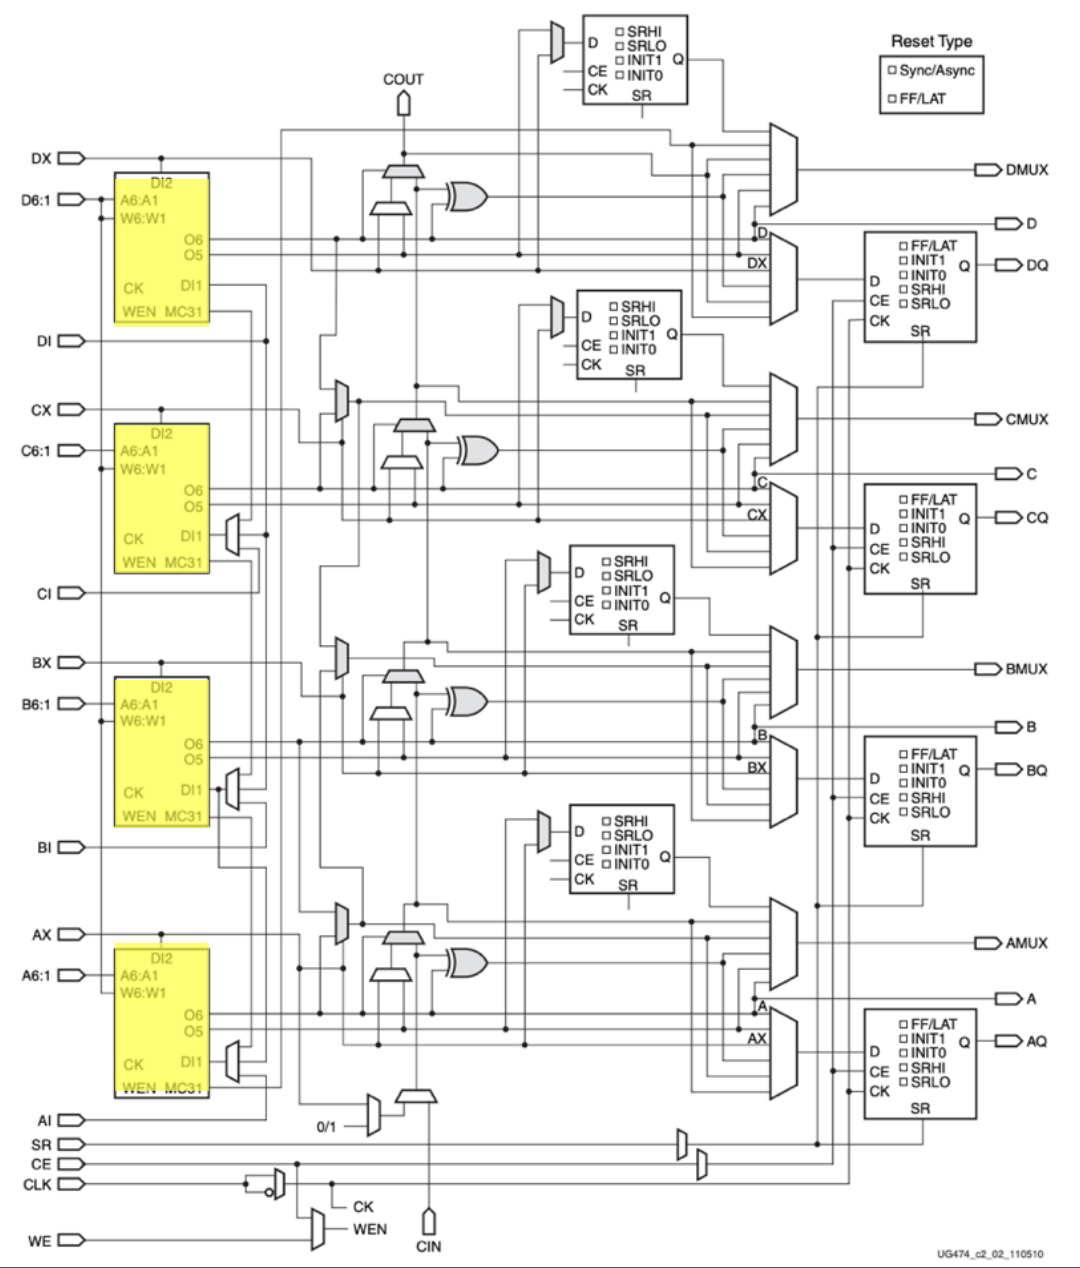 Reset Type
Sync/Async
FF/LAT
COUT
D
CE
CK
SRHI
SRLO
INIT1
INIT0
Q
SR
DX
D6:1
DI2
A6:A1
W6:W1
O6
O5
CK
DI1
WEN MC31
DI
DMUX
D
D
DX
DQ
D
CE
CK
FF/LAT
INIT1
INIT0
SRHI
SRLO
Q
SR
D
CE
CK
SRHI
SRLO
INIT1
INIT0
Q
SR
CX
C6:1
DI2
A6:A1
W6:W1
O6
O5
CK
DI1
WEN MC31
CI
CMUX
C
C
CX
CQ
D
CE
CK
FF/LAT
INIT1
INIT0
SRHI
SRLO
Q
SR
D
CE
CK
SRHI
SRLO
INIT1
INIT0
Q
SR
BX
B6:1
DI2
A6:A1
W6:W1
O6
O5
CK
DI1
WEN MC31
BI
BMUX
B
B
BX
BQ
D
CE
CK
FF/LAT
INIT1
INIT0
SRHI
SRLO
Q
SR
D
CE
CK
SRHI
SRLO
INIT1
INIT0
Q
SR
AX
A6:1
DI2
A6:A1
W6:W1
O6
O5
CK
DI1
WEN MC31
AI
AMUX
A
A
AX
AQ
D
CE
CK
FF/LAT
INIT1
INIT0
SRHI
SRLO
Q
SR
0/1
SR
CE
CLK
CK
WEN
WE
CIN
UG474_c2_02_110510